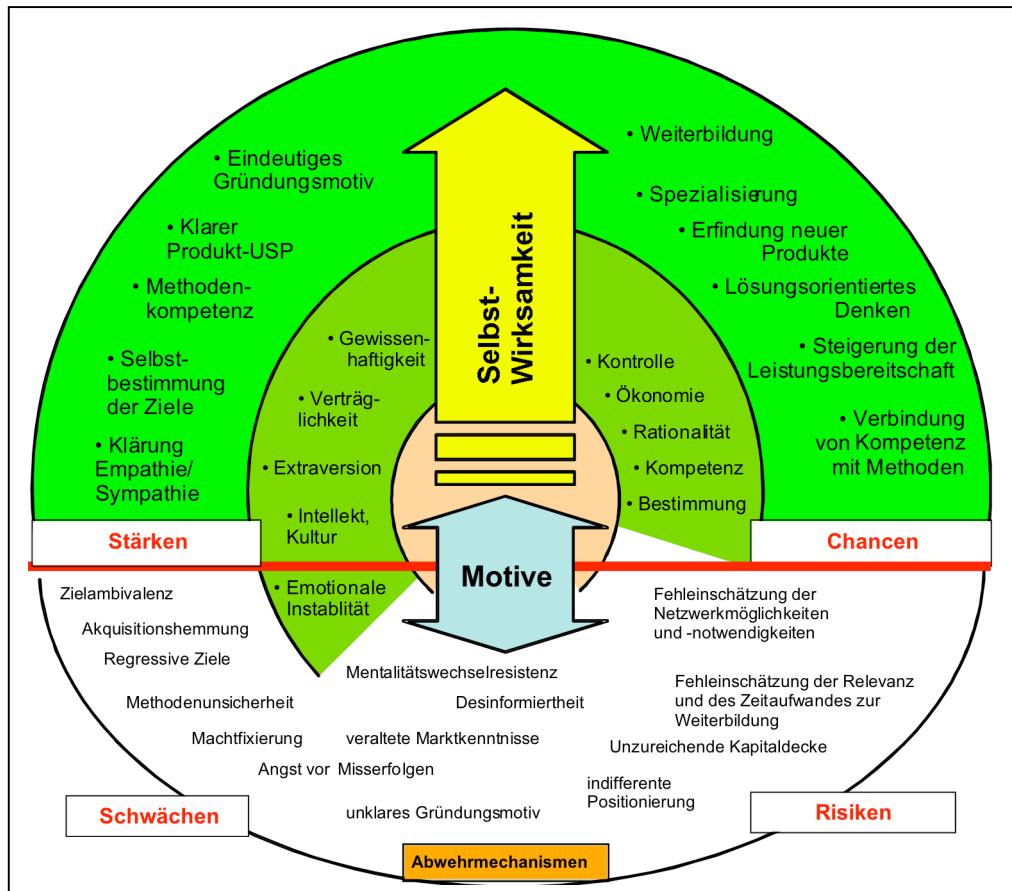 • Eindeutiges
Gründungsmotiv
• Klarer
Produkt-USP
• Methoden-
kompetenz
• Selbst-
bestimmung
der Ziele
• Klärung
Empathie/
Sympathie
• Gewissen-
haftigkeit
• Verträg-
lichkeit
• Extraversion
• Intellekt,
Kultur
• Emotionale
Instablität
Selbst-
Wirksamkeit
Motive
• Kontrolle
• Ökonomie
• Rationalität
• Kompetenz
• Bestimmung
• Weiterbildung
• Spezialisierung
• Erfindung neuer
Produkte
• Lösungsorientiertes
Denken
• Steigerung der
Leistungsbereitschaft
• Verbindung
von Kompetenz
mit Methoden
Stärken
Chancen
Zielambivalenz
Akquisitionshemmung
Regressive Ziele
Methodenunsicherheit
Machtfixierung
Angst vor Misserfolgen
Mentalitätswechselresistenz
Desinformiertheit
veraltete Marktkenntnisse
unklares Gründungsmotiv
Fehleinschätzung der
Netzwerkmöglichkeiten
und -notwendigkeiten
Fehleinschätzung der Relevanz
und des Zeitaufwandes zur
Weiterbildung
Unzureichende Kapitaldecke
indifferente
Positionierung
Schwächen
Risiken
Abwehrmechanismen